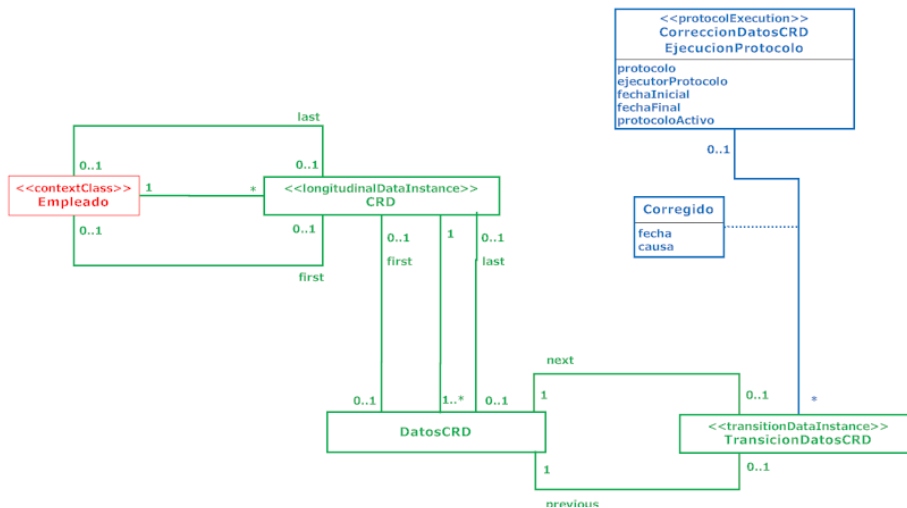 <<protocolExecution>>
CorreccionDatosCRD
EjecucionProtocolo
protocolo
ejecutorProtocolo
fechaInicial
fechaFinal
protocoloActivo
last
0..1
0..1
0..1
<<contextClass>>
Empleado
1
*
<<longitudinalDataInstance>>
CRD
Corregido
fecha
causa
0..1
0..1
0..1
1
0..1
first
last
first
next
0..1
1..*
0..1
1
0..1
*
DatosCRD
<<transitionDataInstance>>
TransicionDatosCRD
1
0..1
previous